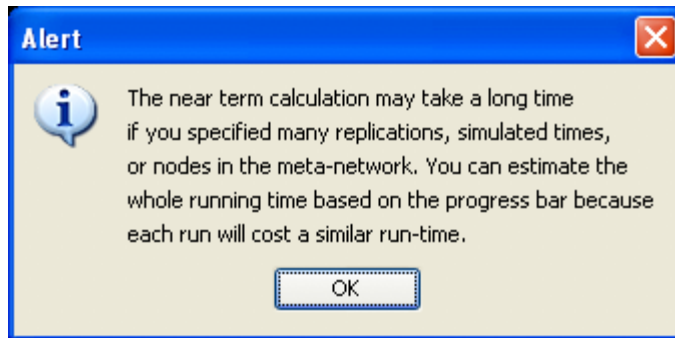 Alert
The near term calculation may take a long time
if you specified many replications, simulated times,
or nodes in the meta-network. You can estimate the
whole running time based on the progress bar because
each run will cost a similar run-time.
OK